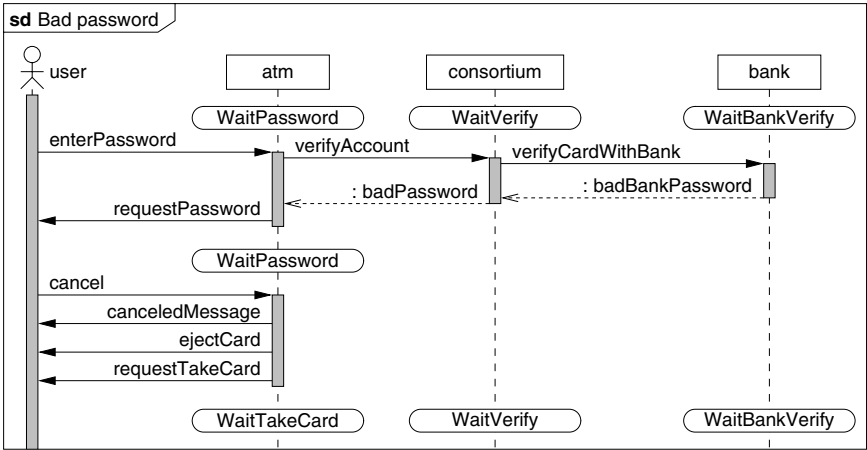 sd Bad password
user
atm
consortium
bank
WaitPassword
WaitVerify
WaitBankVerify
enterPassword
verifyAccount
verifyCardWithBank
: badPassword
: badBankPassword
requestPassword
WaitPassword
cancel
canceledMessage
ejectCard
requestTakeCard
WaitTakeCard
WaitVerify
WaitBankVerify